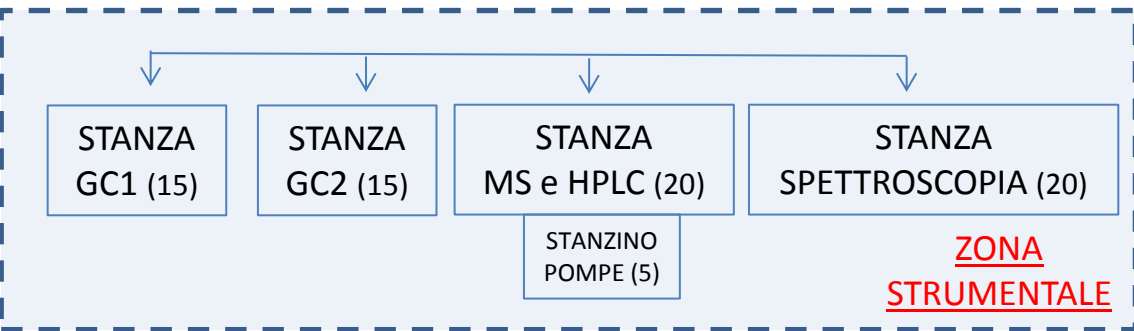 STANZA
GC1 (15)
STANZA
GC2 (15)
STANZA
MS e HPLC (20)
STANZA
SPETTROSCOPIA (20)
STANZINO
POMPE (5)
ZONA
STRUMENTALE